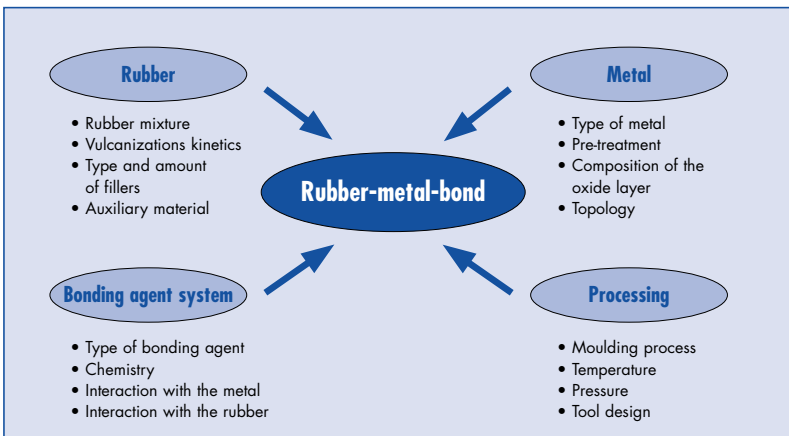 Rubber
• Rubber mixture
• Vulcanizations kinetics
• Type and amount
of fillers
• Auxiliary material
Metal
• Type of metal
• Pre-treatment
• Composition of the
oxide layer
• Topology
Rubber-metal-bond
Bonding agent system
• Type of bonding agent
• Chemistry
• Interaction with the metal
• Interaction with the rubber
Processing
• Moulding process
• Temperature
• Pressure
• Tool design